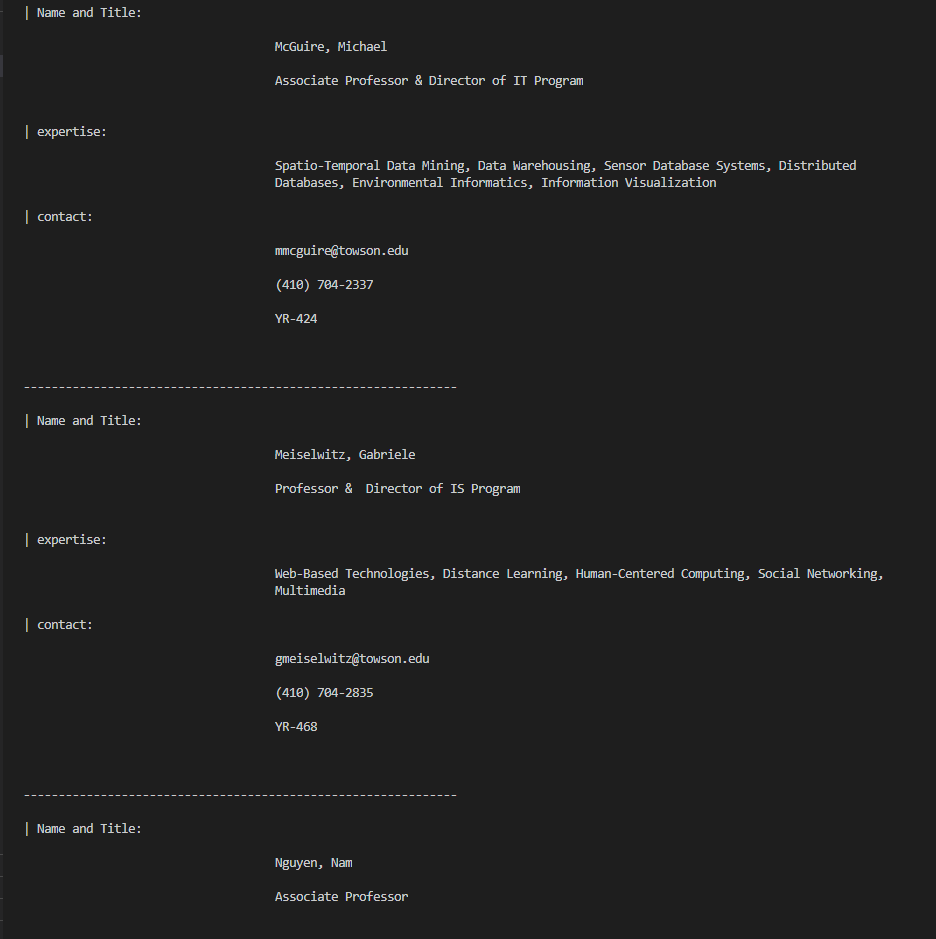 | Name and Title:
McGuire, Michael
Associate Professor & Director of IT Program
| expertise:
Spatio-Temporal Data Mining, Data Warehousing, Sensor Database Systems, Distributed
Databases, Environmental Informatics, Information Visualization
| contact:
mmcguire@towson.edu
(410) 704-2337
YR-424
--------------------------------------------------------------
| Name and Title:
Meiselwitz, Gabriele
Professor &  Director of IS Program
| expertise:
Web-Based Technologies, Distance Learning, Human-Centered Computing, Social Networking,
Multimedia
| contact:
gmeiselwitz@towson.edu
(410) 704-2835
YR-468
--------------------------------------------------------------
| Name and Title:
Nguyen, Nam
Associate Professor